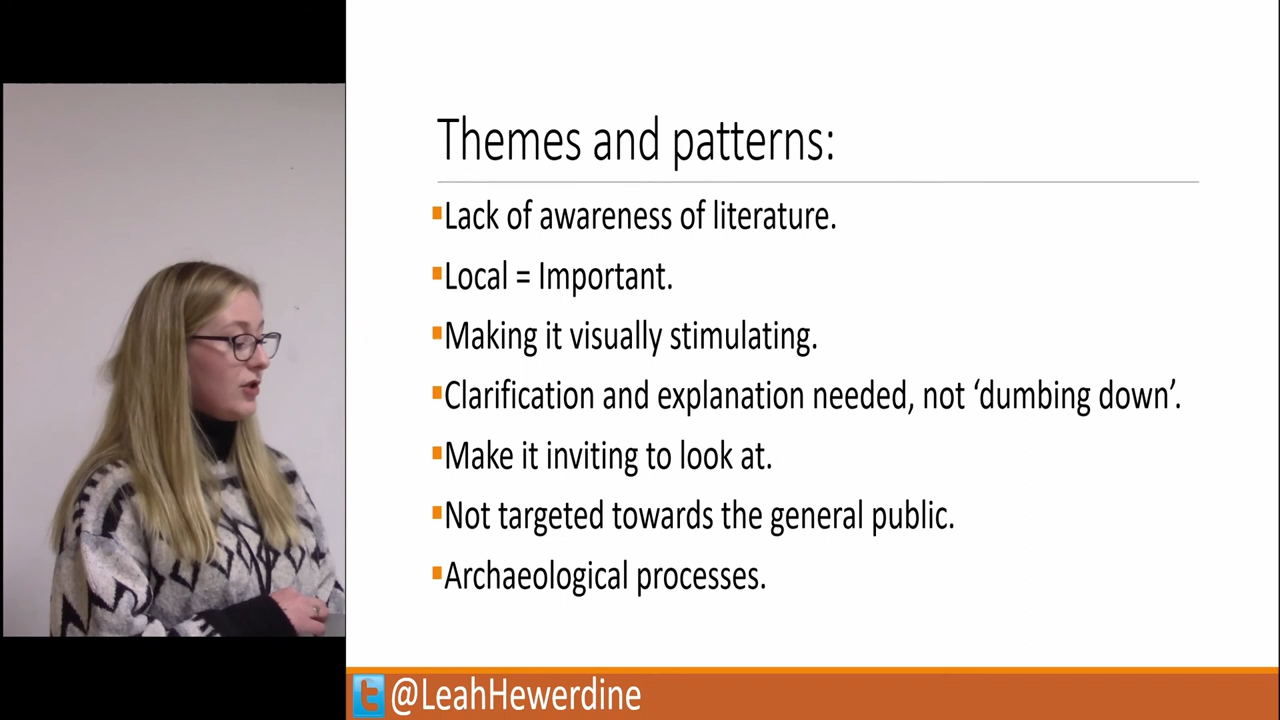 Themes and patterns:
Lack of awareness of literature.
Local = Important.
Making it visually stimulating.
Clarification and explanation needed, not ‘dumbing down’.
Make it inviting to look at.
Not targeted towards the general public.
Archaeological processes.
@LeahHewerdine